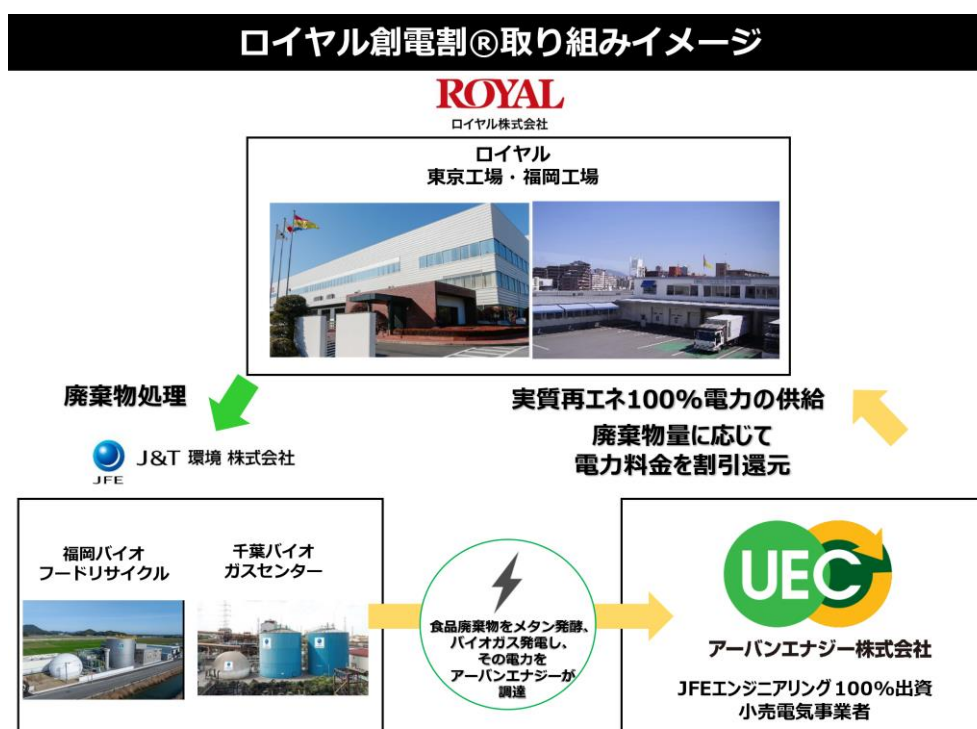 ロイヤル創電割®取り組みイメージ
ROYAL
ロイヤル株式会社
ロイヤル
東京工場・福岡工場
廃棄物処理
実質再エネ100%電力の供給
廃棄物量に応じて
電力料金を割引還元
JFE
J&T 環境 株式会社
福岡バイオ
フードリサイクル
千葉バイオ
ガスセンター
食品廃棄物をメタン発酵、
バイオガス発電し、
その電力を
アーバンエナジーが
調達
UEC
アーバンエナジー株式会社
JFEエンジニアリング100%出資
小売電気事業者